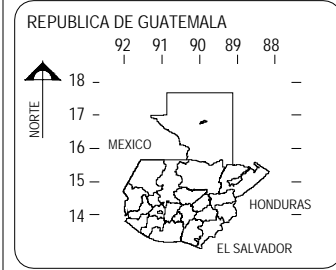 REPUBLICA DE GUATEMALA
92 91 90 89 88
18
NORTE
17
MEXICO
16
15
HONDURAS
14
EL SALVADOR